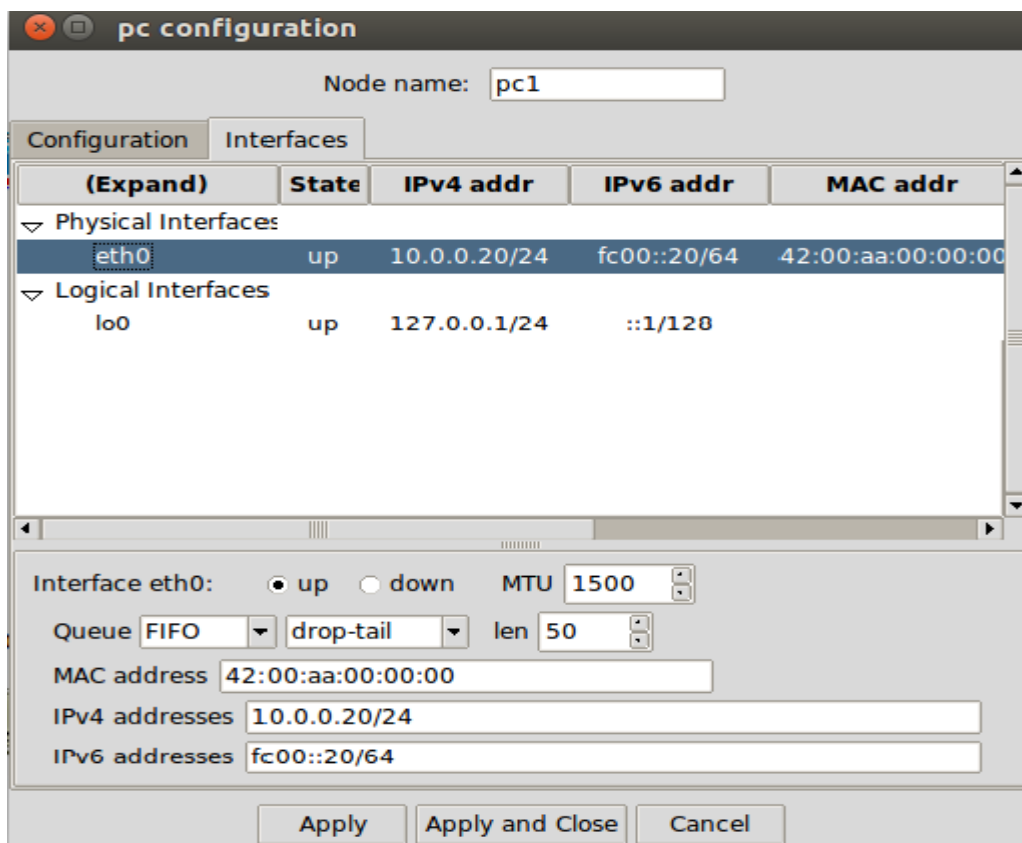 pc configuration
Node name: pc1
Configuration Interfaces
(Expand) State IPv4 addr IPv6 addr MAC addr
Physical Interfaces
eth0 up 10.0.0.20/24 fc00::20/64 42:00:aa:00:00:00
Logical Interfaces
lo0 up 127.0.0.1/24 ::1/128
Interface eth0: up down MTU 1500
Queue FIFO drop-tail len 50
MAC address 42:00:aa:00:00:00
IPv4 addresses 10.0.0.20/24
IPv6 addresses fc00::20/64
Apply Apply and Close Cancel